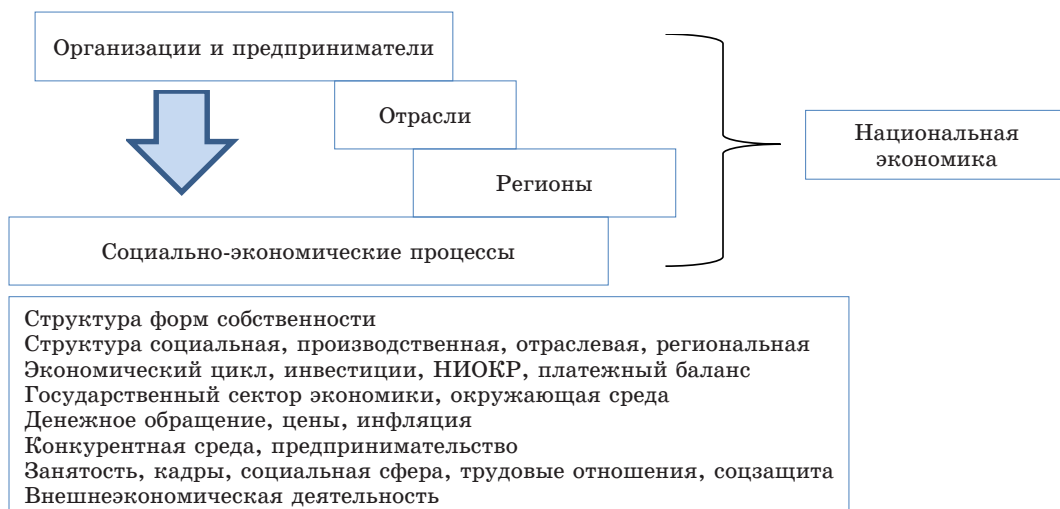 Организации и предприниматели
Отрасли
Регионы
Социально-экономические процессы
Национальная
экономика
Структура форм собственности
Структура социальная, производственная, отраслевая, региональная
Экономический цикл, инвестиции, НИОКР, платежный баланс
Государственный сектор экономики, окружающая среда
Денежное обращение, цены, инфляция
Конкурентная среда, предпринимательство
Занятость, кадры, социальная сфера, трудовые отношения, соцзащита
Внешнеэкономическая деятельность